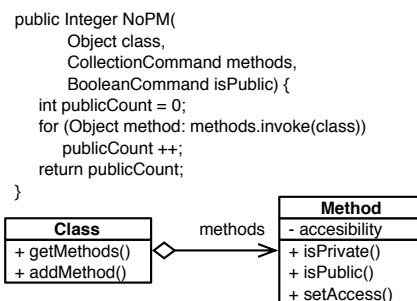 public Integer NoPM(
Object class,
CollectionCommand methods,
BooleanCommand isPublic) {
int publicCount = 0;
for (Object method: methods.invoke(class))
publicCount ++;
return publicCount;
}
Class
+ getMethods()
+ addMethod()
methods
Method
- accesibility
+ isPrivate()
+ isPublic()
+ setAccess()